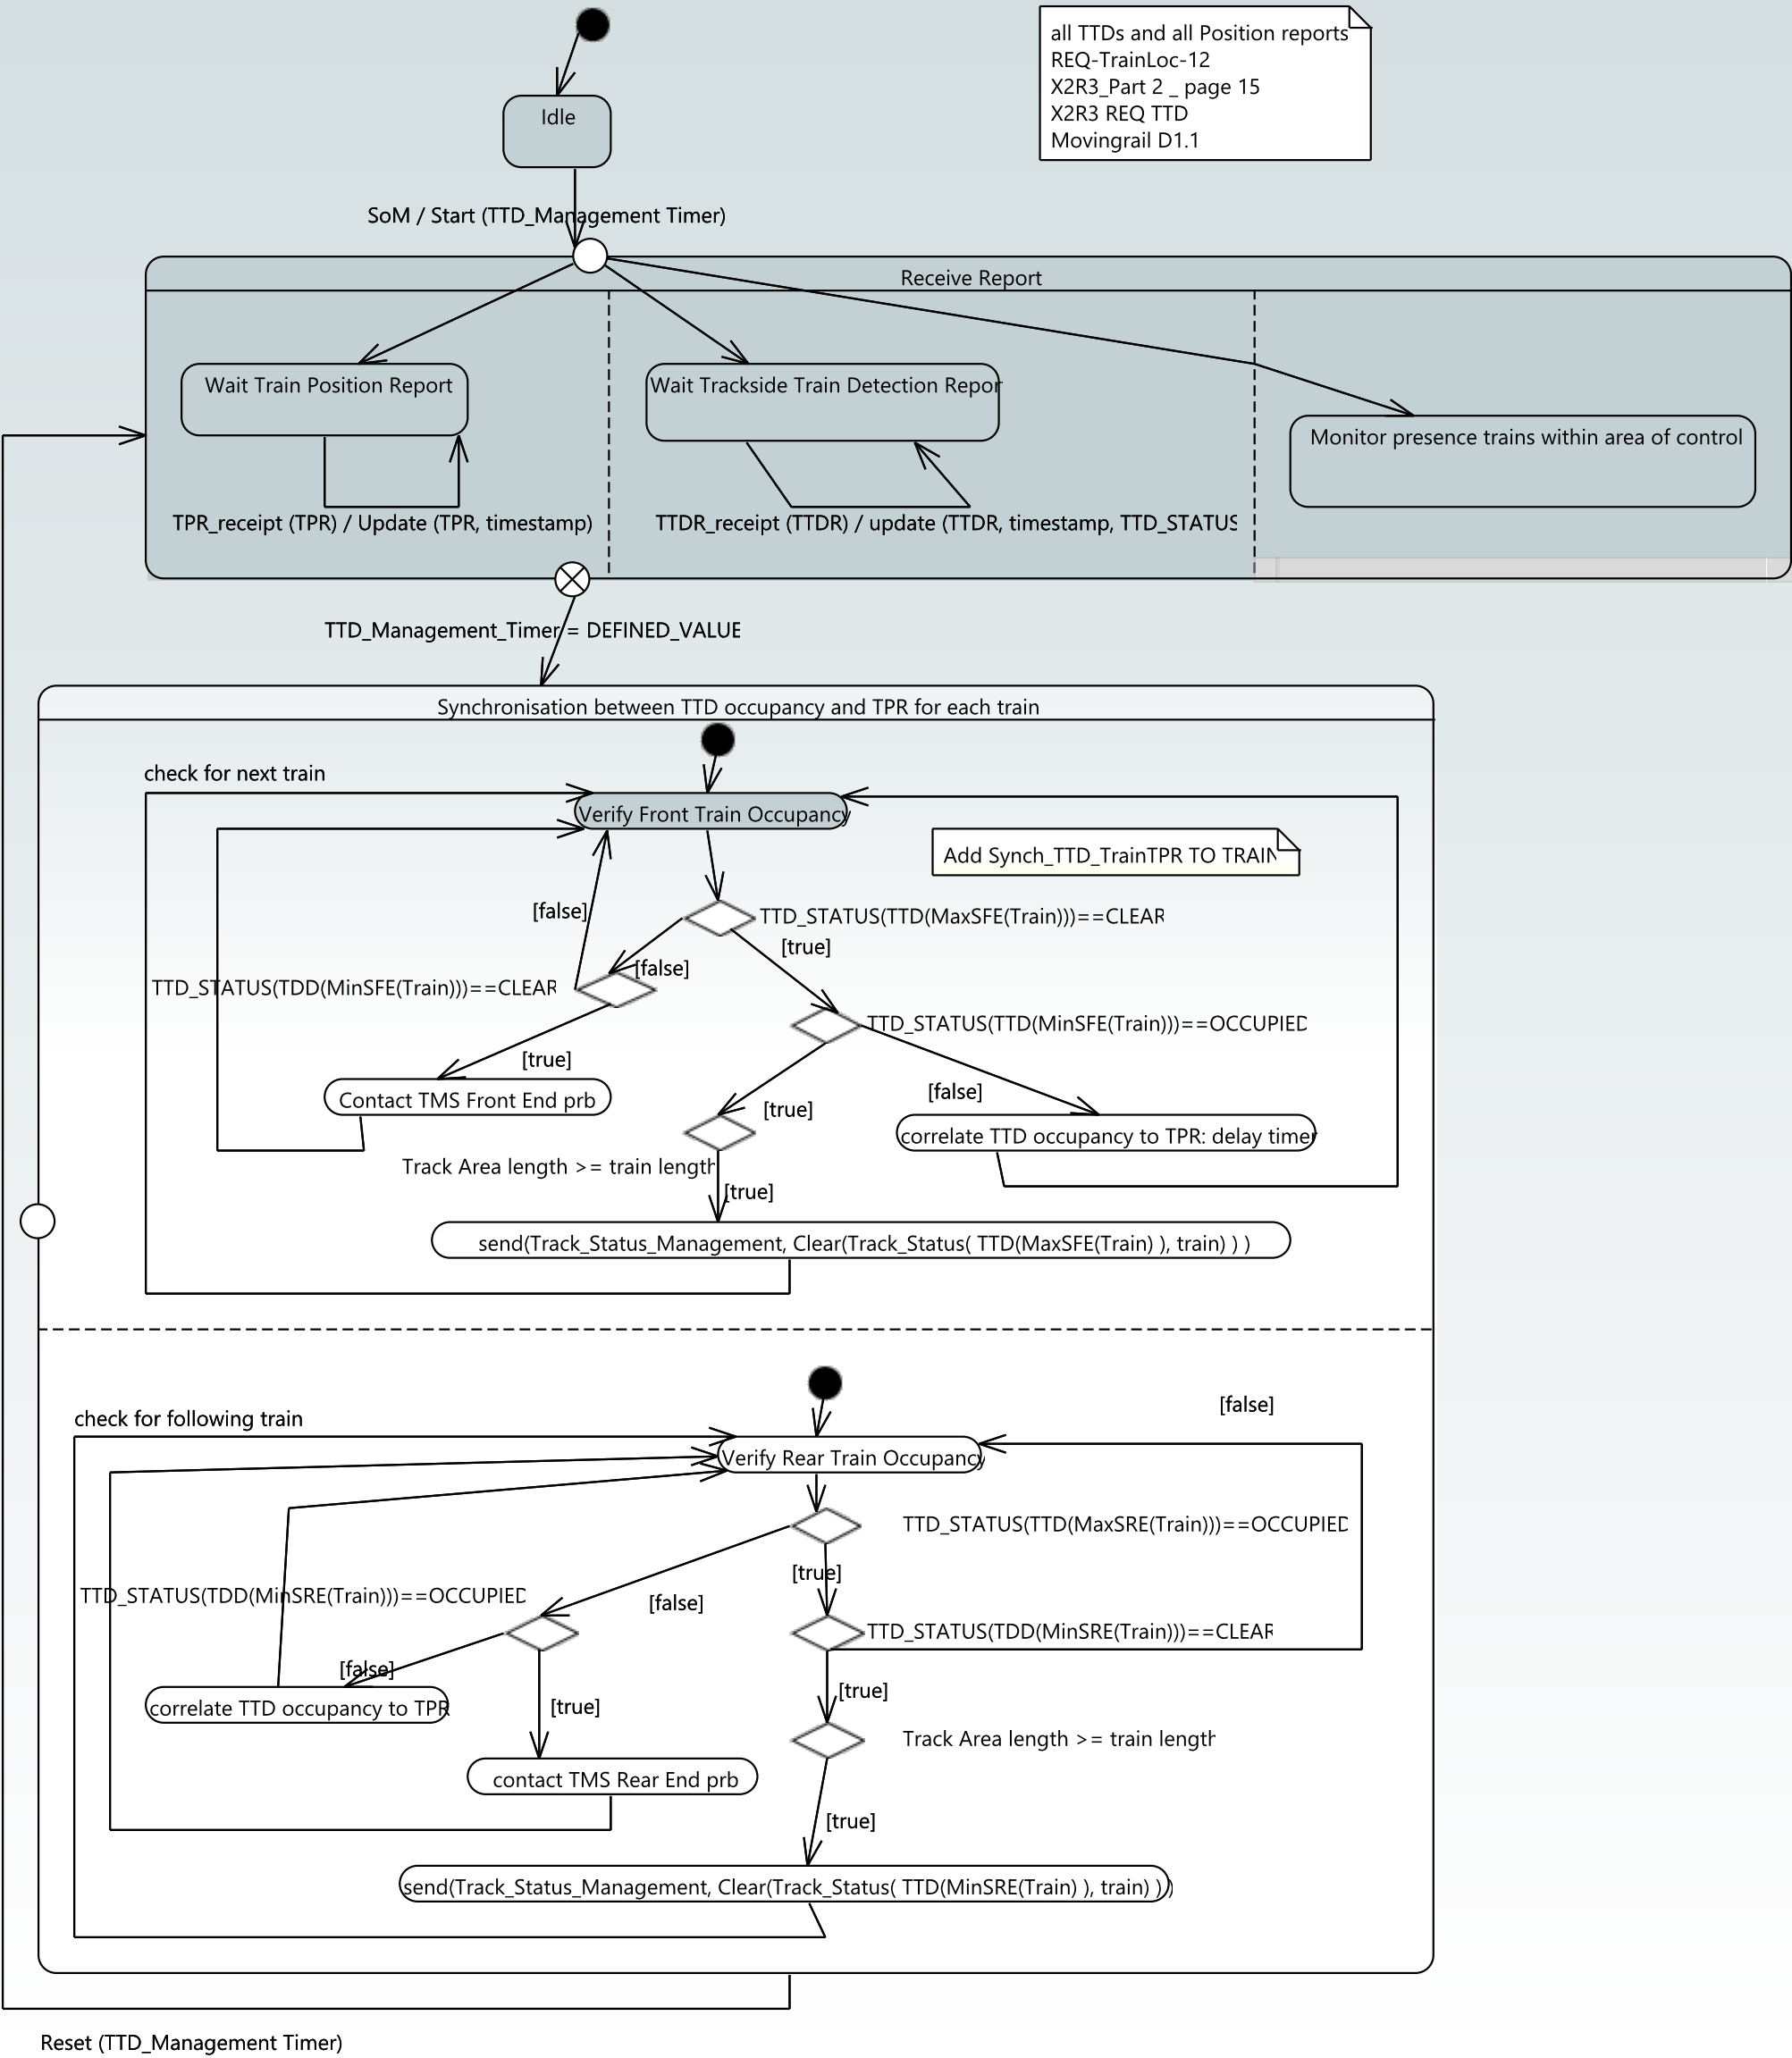 all TTDs and all Position reports
REQ-TrainLoc-12
X2R3_Part 2 _ page 15
X2R3 REQ TTD
Movingrail D1.1
Idle
SoM / Start (TTD_Management Timer)
Receive Report
Wait Train Position Report
Wait Trackside Train Detection Repor
Monitor presence trains within area of control
TPR_receipt (TPR) / Update (TPR, timestamp)
TTDR_receipt (TTDR) / update (TTDR, timestamp, TTD_STATUS
TTD_Management_Timer = DEFINED_VALUE
Synchronisation between TTD occupancy and TPR for each train
check for next train
Verify Front Train Occupancy
Add Synch_TTD_TrainTPR TO TRAIN
[false]
TTD_STATUS(TTD(MaxSFE(Train)))==CLEAR
[true]
[false]
TTD_STATUS(TDD(MinSFE(Train)))==CLEAR
TTD_STATUS(TTD(MinSFE(Train)))==OCCUPIED
[true]
Contact TMS Front End prb
[false]
[true]
correlate TTD occupancy to TPR: delay timer
Track Area length >= train length
[true]
send(Track_Status_Management, Clear(Track_Status( TTD(MaxSFE(Train) ), train) ) )
[false]
check for following train
Verify Rear Train Occupancy
TTD_STATUS(TTD(MaxSRE(Train)))==OCCUPIED
[true]
TTD_STATUS(TDD(MinSRE(Train)))==OCCUPIED
[false]
TTD_STATUS(TDD(MinSRE(Train)))==CLEAR
[false]
[true]
correlate TTD occupancy to TPR
[true]
Track Area length >= train length
contact TMS Rear End prb
[true]
send(Track_Status_Management, Clear(Track_Status( TTD(MinSRE(Train) ), train) ) )
Reset (TTD_Management Timer)